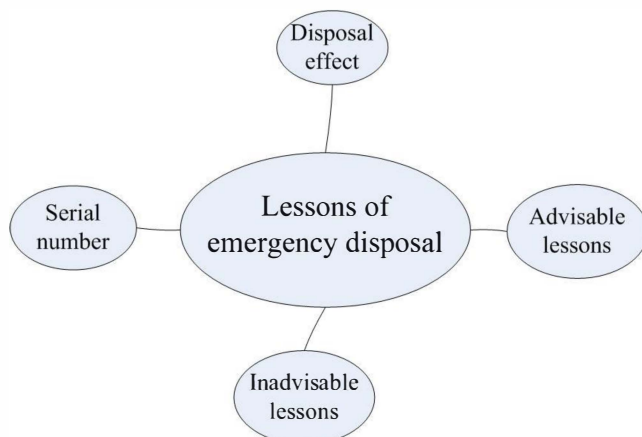 Disposal
effect
Serial
number
Lessons of
emergency disposal
Advisable
lessons
Inadvisable
lessons